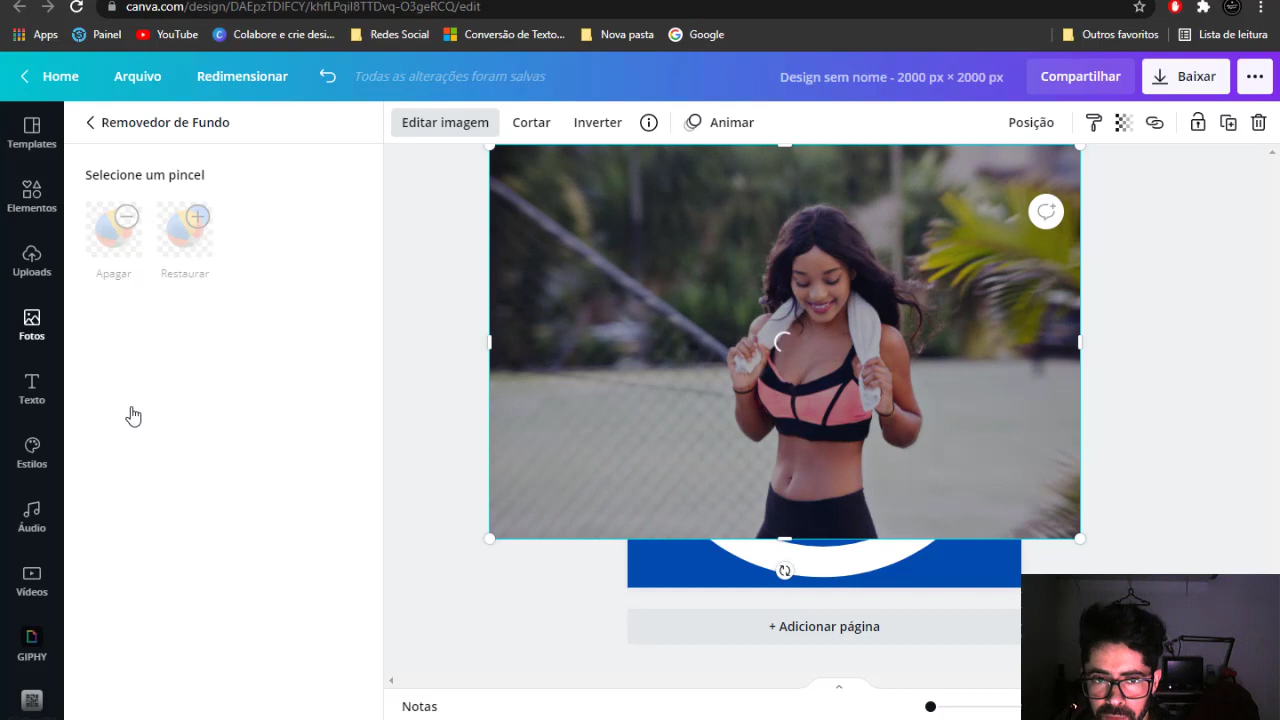 canva.com/design/DAEpzTDIFCY/khfLPqiI8TTDvq-O3geRCQ/edit
Apps Painel YouTube Colabore e crie desi... Redes Social Conversão de Texto... Nova pasta Google Outros favoritos Lista de leitura
Home Arquivo Redimensionar Todas as alterações foram salvas Design sem nome - 2000 px × 2000 px Compartilhar Baixar
Templates
Elementos
Uploads
Fotos
Texto
Estilos
Áudio
Vídeos
GIPHY
Removedor de Fundo
Selecione um pincel
Apagar Restaurar
Editar imagem Cortar Inverter Animar Posição
+ Adicionar página
Notas